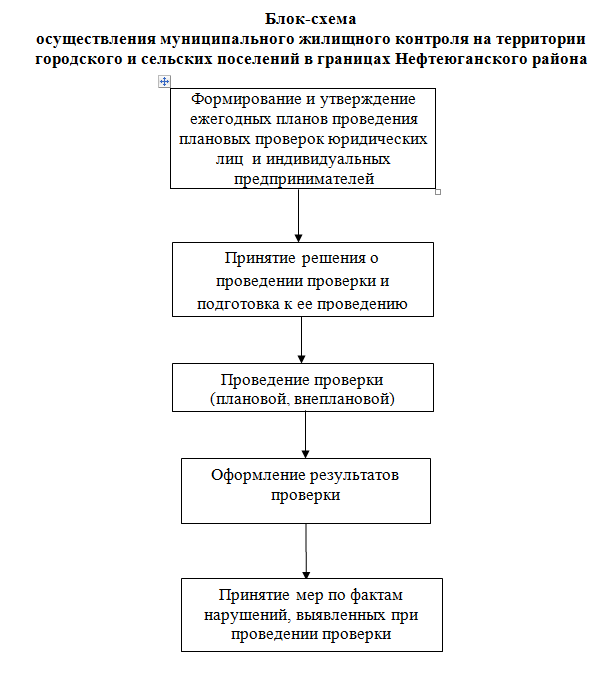 Блок-схема
осуществления муниципального жилищного контроля на территории
городского и сельских поселений в границах Нефтеюганского района
Формирование и утверждение
ежегодных планов проведения
плановых проверок юридических
лиц и индивидуальных
предпринимателей
Принятие решения о
проведении проверки и
подготовка к ее проведению
Проведение проверки
(плановой, внеплановой)
Оформление результатов
проверки
Принятие мер по фактам
нарушений, выявленных при
проведении проверки